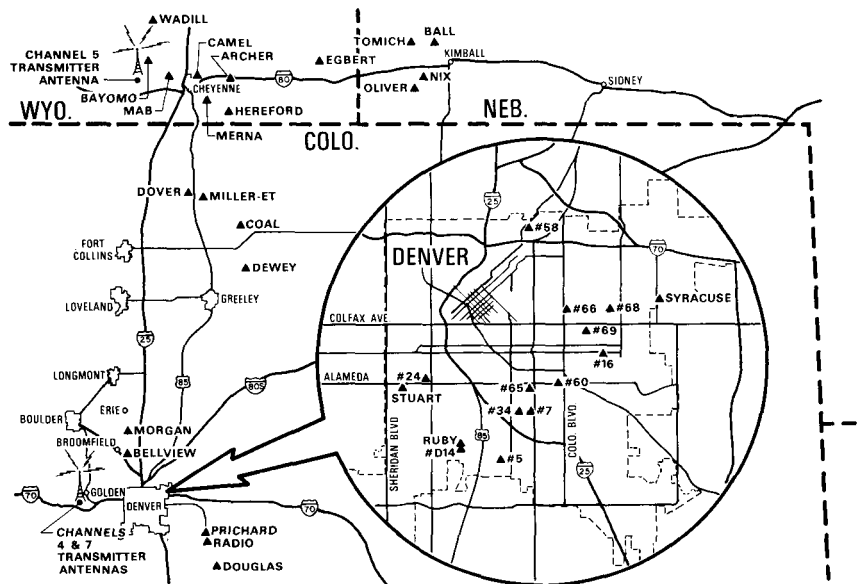 WADILL
CHANNEL 5
TRANSMITTER
ANTENNA
BAYOMO
MAB
CAMEL
ARCHER
CHEYENNE
80
MERNA
HEREFORD
EGBERT
TOMICH
BALL
KIMBALL
NIX
OLIVER
SIDNEY
WYO.
NEB.
COLO.
DOVER
MILLER-ET
COAL
FORT
COLLINS
DEWEY
LOVELAND
GREELEY
25
LONGMONT
85
80S
BOULDER
ERIE
MORGAN
BROOMFIELD
BELLVIEW
70
GOLDEN
DENVER
70
CHANNELS
4 & 7
TRANSMITTER
ANTENNAS
PRICHARD
RADIO
DOUGLAS
25
#58
70
DENVER
#66
#68
SYRACUSE
COLFAX AVE
#69
#16
ALAMEDA
#24
STUART
#65
#60
#34
#7
SHERIDAN BLVD
85
RUBY
#D14
#5
COLO. BLVD
25